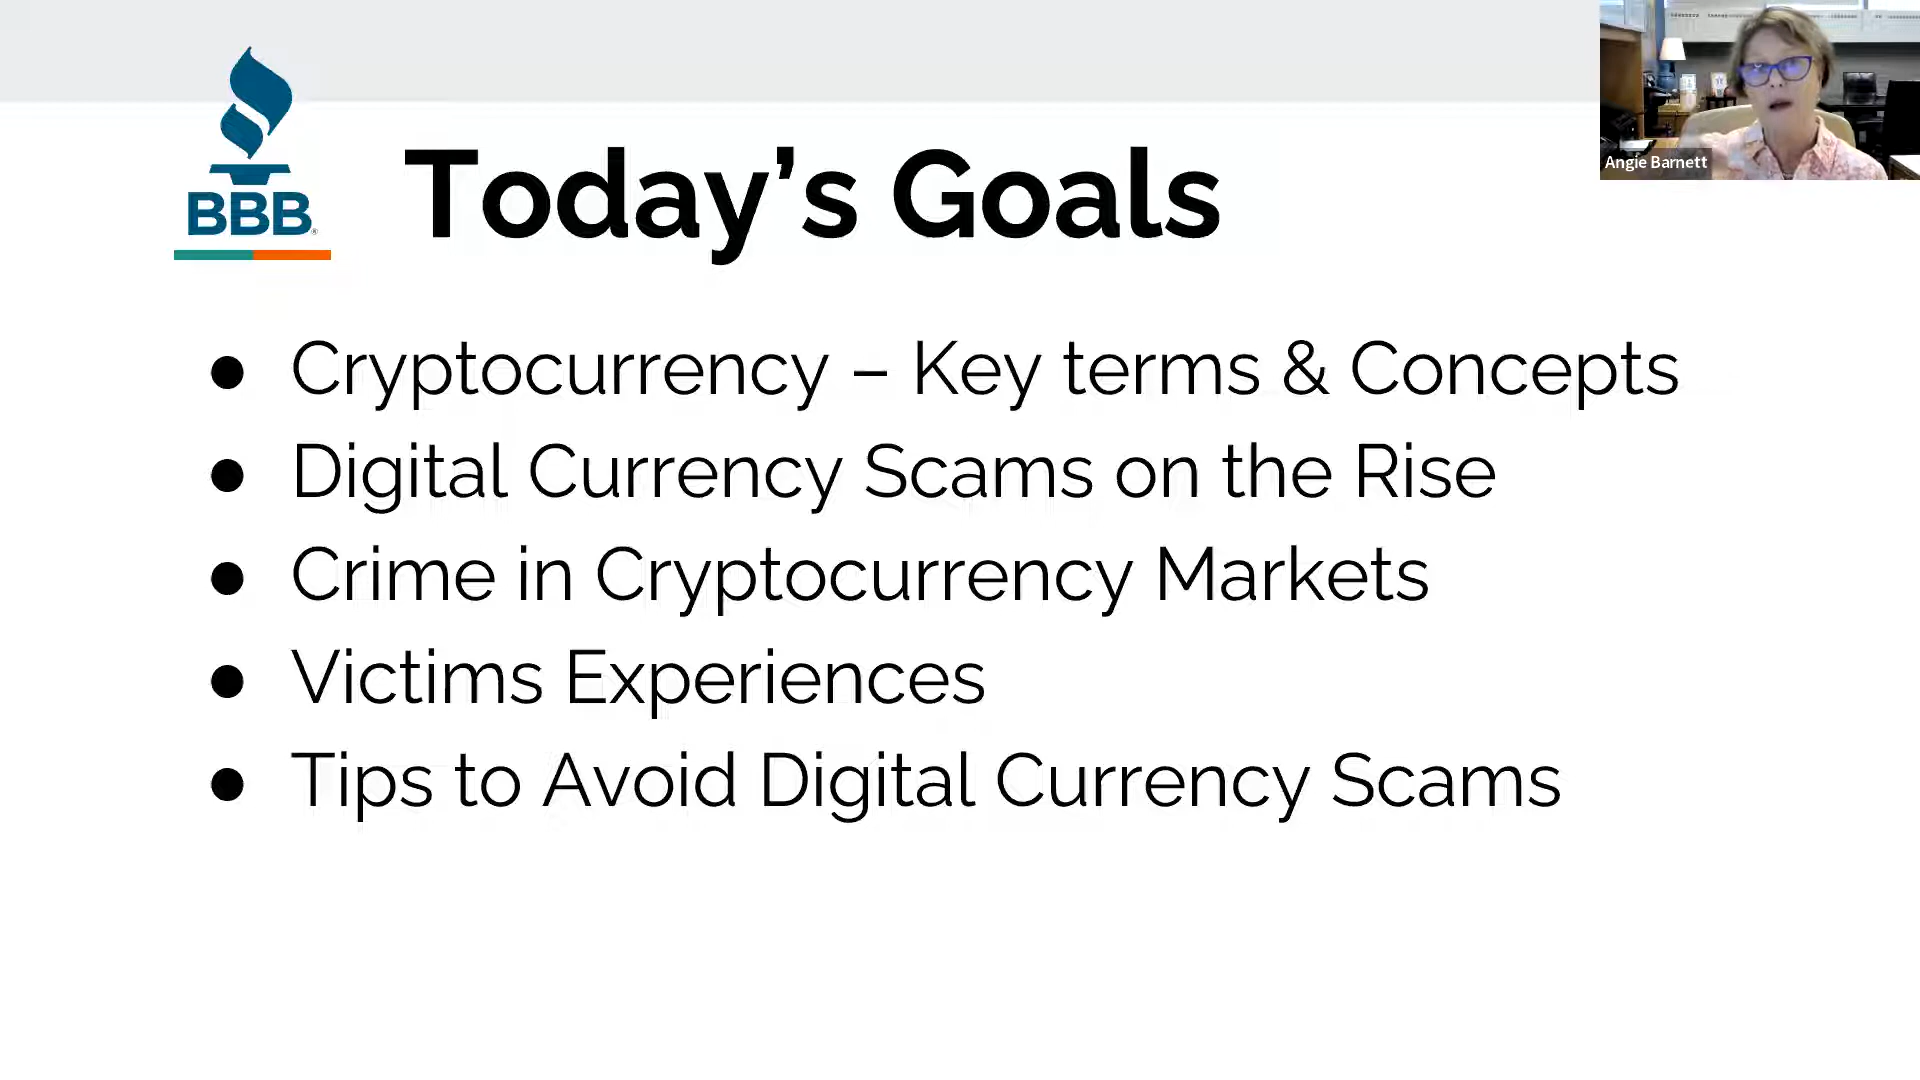 BBB®
Today’s Goals
Angie Barnett
● Cryptocurrency – Key terms & Concepts
● Digital Currency Scams on the Rise
● Crime in Cryptocurrency Markets
● Victims Experiences
● Tips to Avoid Digital Currency Scams